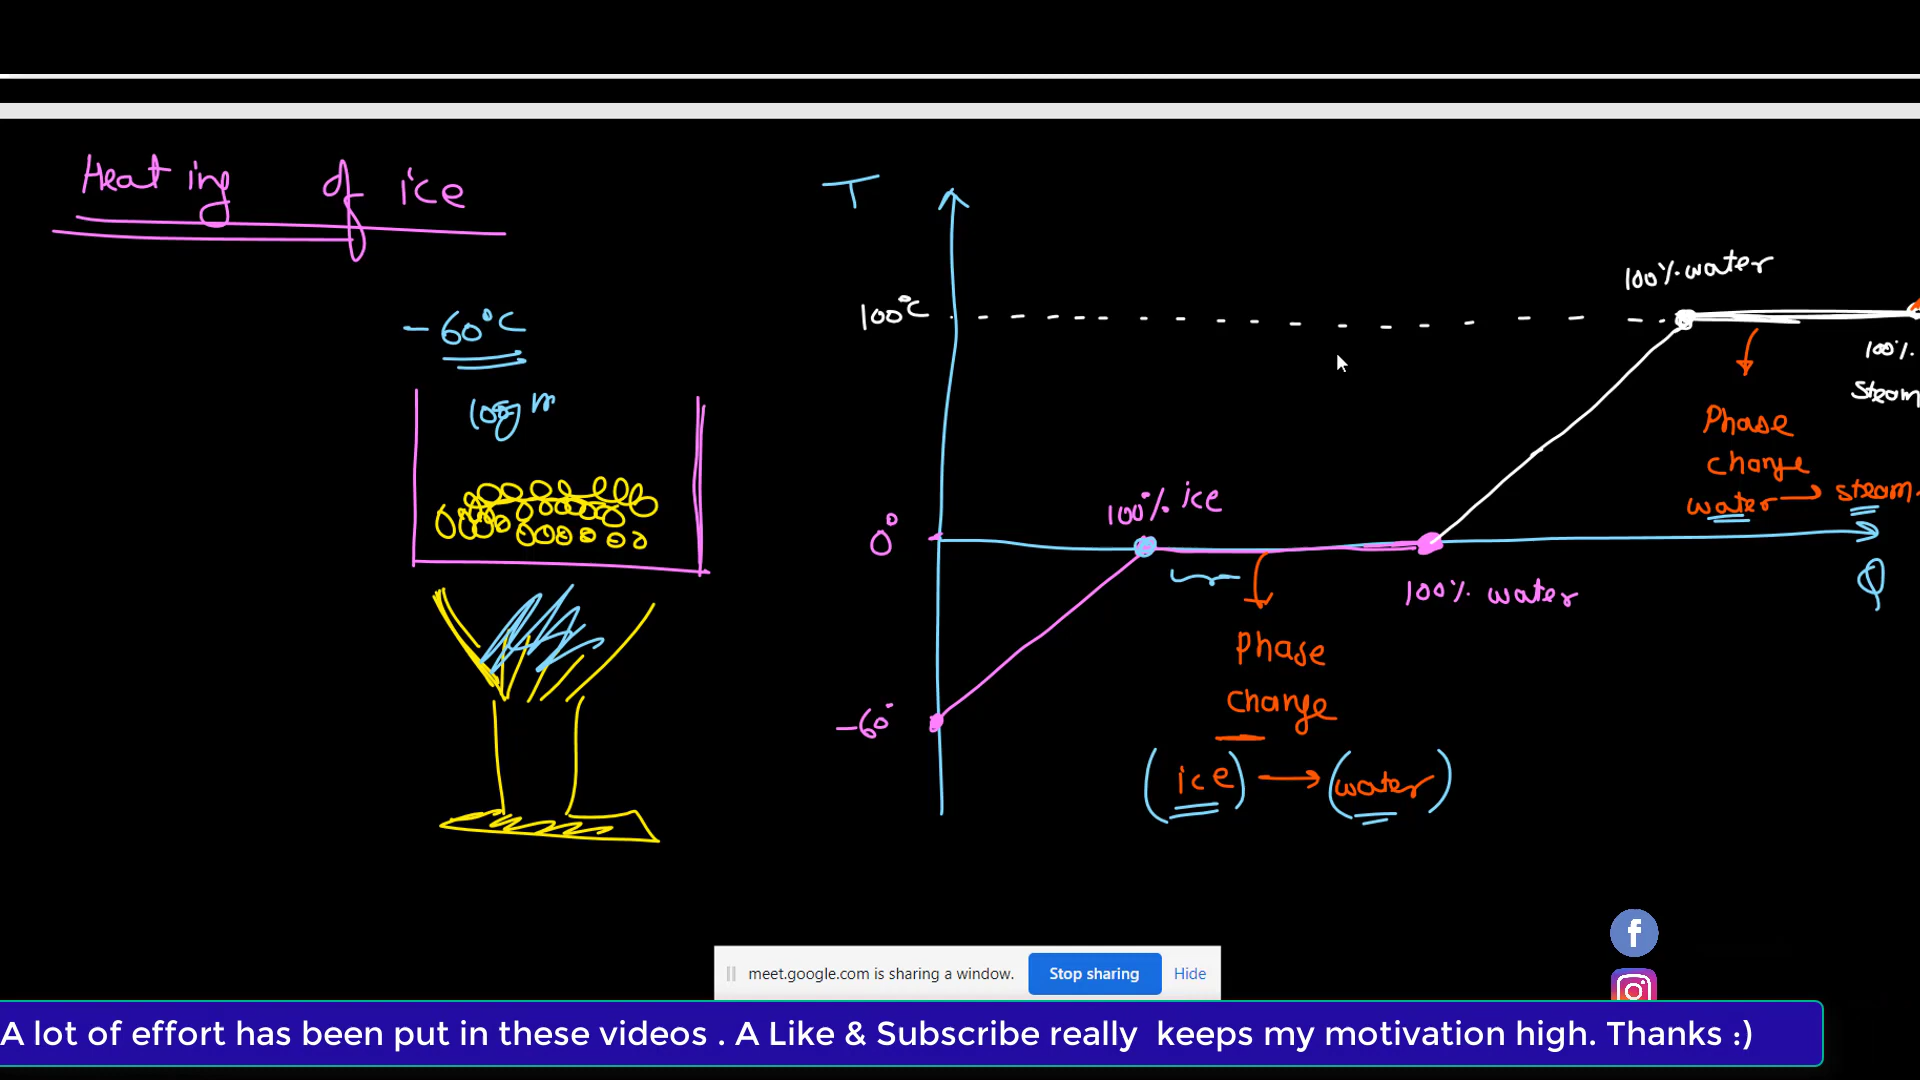 Heating of ice
T
100% water
-60°C
100°C
100%
Steam
10 gm
Phase
change
water → steam
100% ice
0°
100% water
Q
Phase
change
-60°
(ice) → (water)
meet.google.com is sharing a window. Stop sharing Hide
A lot of effort has been put in these videos . A Like & Subscribe really keeps my motivation high. Thanks :)